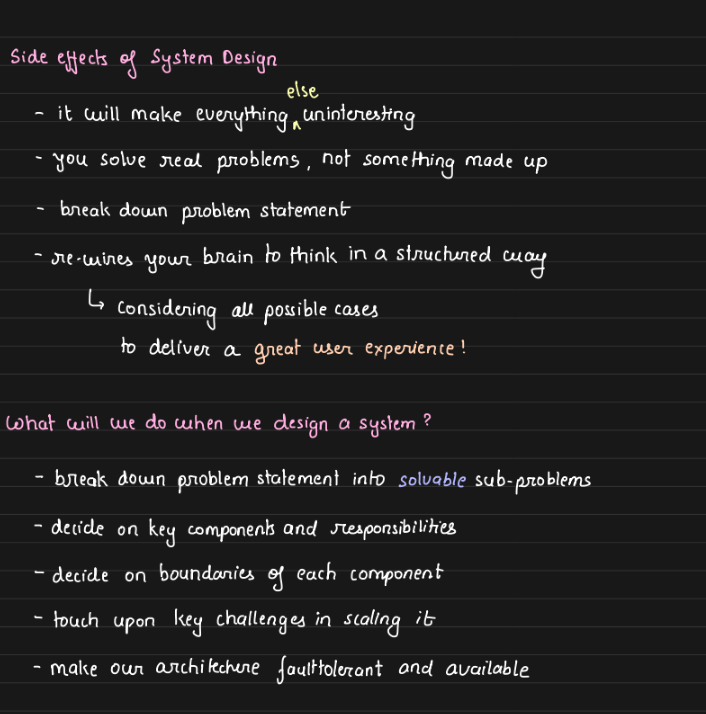 Side effects of System Design
- it will make everything else uninteresting
- you solve real problems, not something made up
- break down problem statement
- re-wires your brain to think in a structured way
↳ Considering all possible cases
to deliver a great user experience!
What will we do when we design a system?
- break down problem statement into solvable sub-problems
- decide on key components and responsibilities
- decide on boundaries of each component
- touch upon key challenges in scaling it
- make our architecture fault tolerant and available